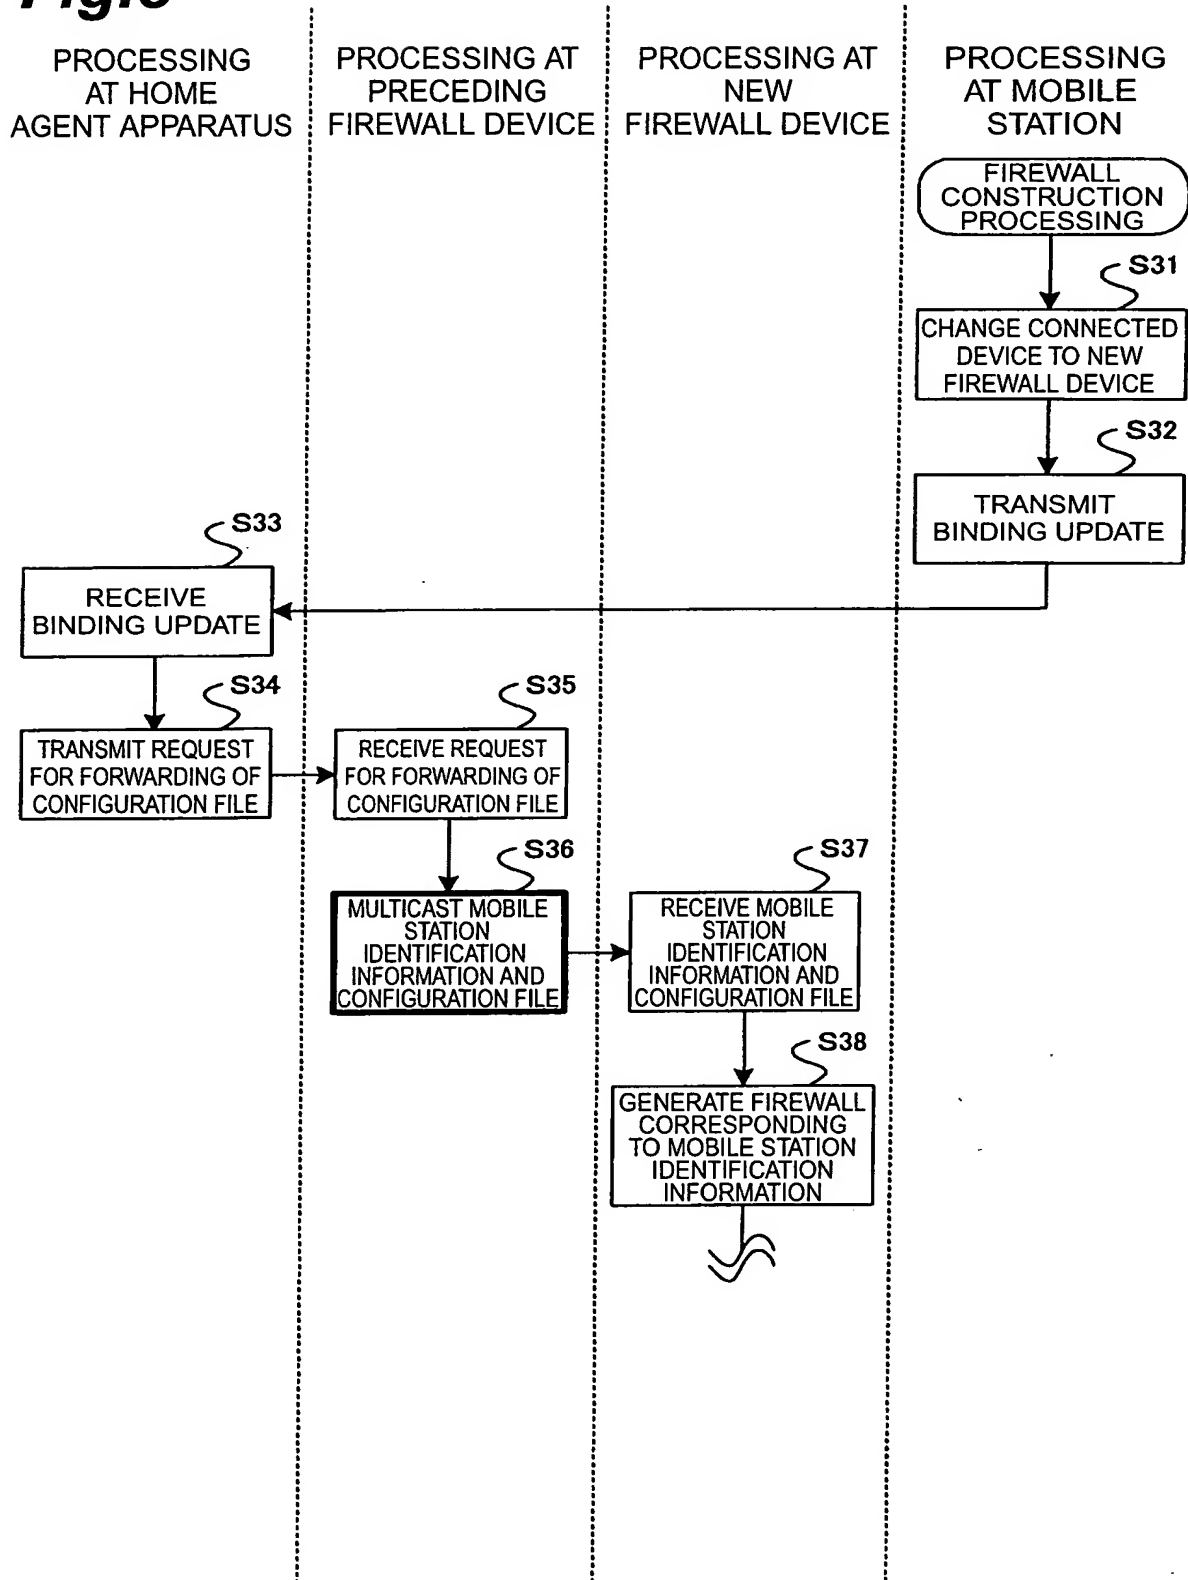 PROCESSING
AT HOME
AGENT APPARATUS
PROCESSING AT
PRECEDING
FIREWALL DEVICE
PROCESSING AT
NEW
FIREWALL DEVICE
PROCESSING
AT MOBILE
STATION
FIREWALL
CONSTRUCTION
PROCESSING
S31
CHANGE CONNECTED
DEVICE TO NEW
FIREWALL DEVICE
S32
TRANSMIT
BINDING UPDATE
S33
RECEIVE
BINDING UPDATE
S34
TRANSMIT REQUEST
FOR FORWARDING OF
CONFIGURATION FILE
S35
RECEIVE REQUEST
FOR FORWARDING OF
CONFIGURATION FILE
S36
MULTICAST MOBILE
STATION
IDENTIFICATION
INFORMATION AND
CONFIGURATION FILE
S37
RECEIVE MOBILE
STATION
IDENTIFICATION
INFORMATION AND
CONFIGURATION FILE
S38
GENERATE FIREWALL
CORRESPONDING
TO MOBILE STATION
IDENTIFICATION
INFORMATION